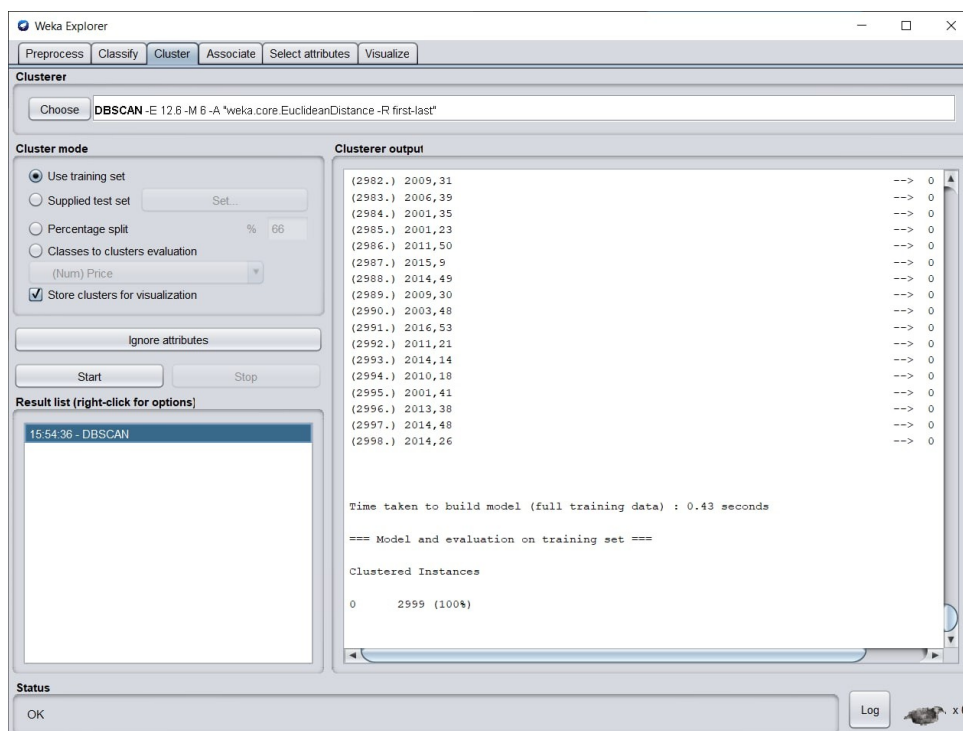 Weka Explorer
Preprocess Classify Cluster Associate Select attributes Visualize
Clusterer
Choose DBSCAN -E 12.6 -M 6 -A "weka.core.EuclideanDistance -R first-last"
Cluster mode
Use training set
Supplied test set Set...
Percentage split % 66
Classes to clusters evaluation
(Num) Price
Store clusters for visualization
Ignore attributes
Start Stop
Result list (right-click for options)
15:54:36 - DBSCAN
Clusterer output
(2982.) 2009,31 --> 0
(2983.) 2006,39 --> 0
(2984.) 2001,35 --> 0
(2985.) 2001,23 --> 0
(2986.) 2011,50 --> 0
(2987.) 2015,9 --> 0
(2988.) 2014,49 --> 0
(2989.) 2009,30 --> 0
(2990.) 2003,48 --> 0
(2991.) 2016,53 --> 0
(2992.) 2011,21 --> 0
(2993.) 2014,14 --> 0
(2994.) 2010,18 --> 0
(2995.) 2001,41 --> 0
(2996.) 2013,38 --> 0
(2997.) 2014,48 --> 0
(2998.) 2014,26 --> 0
Time taken to build model (full training data) : 0.43 seconds
=== Model and evaluation on training set ===
Clustered Instances
0 2999 (100%)
Status
OK
Log